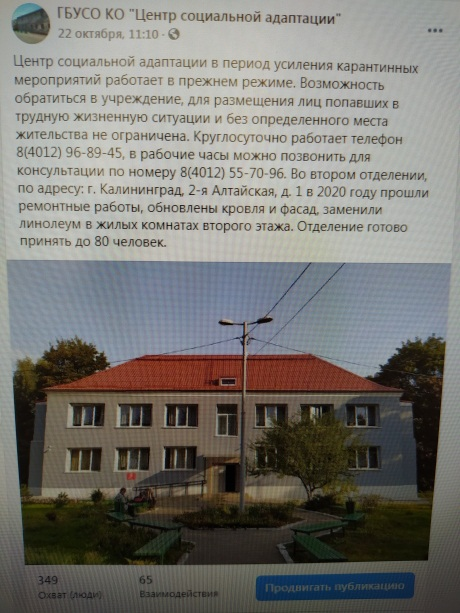 ГБУСО КО "Центр социальной адаптации"
22 октября, 11:10 ·
Центр социальной адаптации в период усиления карантинных
мероприятий работает в прежнем режиме. Возможность
обратиться в учреждение, для размещения лиц попавших в
трудную жизненную ситуации и без определенного места
жительства не ограничена. Круглосуточно работает телефон
8(4012) 96-89-45, в рабочие часы можно позвонить для
консультации по номеру 8(4012) 55-70-96. Во втором отделении,
по адресу: г. Калининград, 2-я Алтайская, д. 1 в 2020 году прошли
ремонтные работы, обновлены кровля и фасад, заменили
линолеум в жилых комнатах второго этажа. Отделение готово
принять до 80 человек.
349
Охват (люди)
65
Взаимодействия
Продвигать публикацию